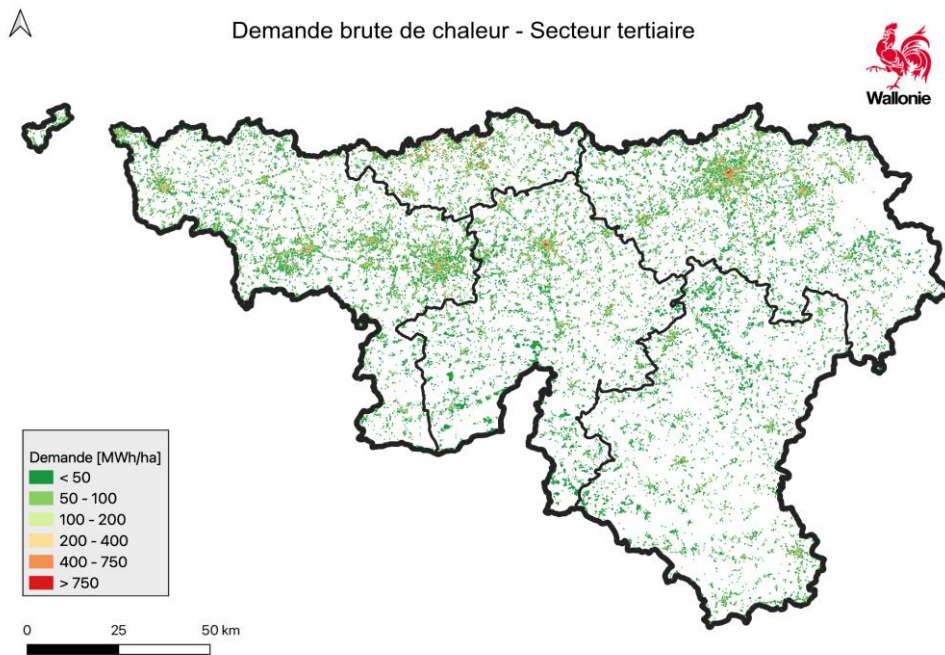 Demande brute de chaleur - Secteur tertiaire
Wallonie
Demande [MWh/ha]
< 50
50 - 100
100 - 200
200 - 400
400 - 750
> 750
0 25 50 km